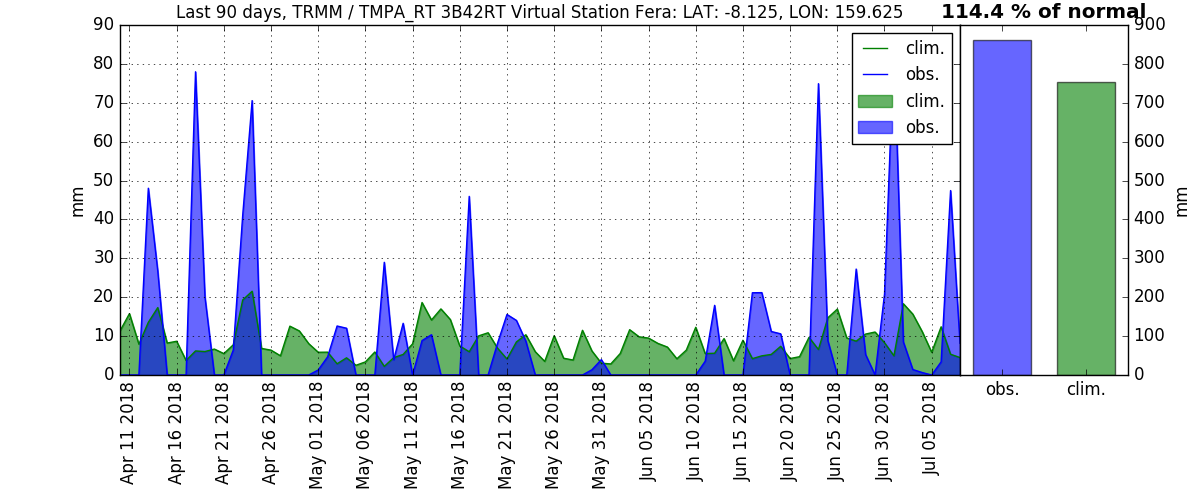 Last 90 days, TRMM / TMPA_RT 3B42RT Virtual Station Fera: LAT: -8.125, LON: 159.625
114.4 % of normal
clim.
obs.
clim.
obs.
mm
90
80
70
60
50
40
30
20
10
0
Apr 11 2018
Apr 16 2018
Apr 21 2018
Apr 26 2018
May 01 2018
May 06 2018
May 11 2018
May 16 2018
May 21 2018
May 26 2018
May 31 2018
Jun 05 2018
Jun 10 2018
Jun 15 2018
Jun 20 2018
Jun 25 2018
Jun 30 2018
Jul 05 2018
900
800
700
600
500
400
300
200
100
0
mm
obs.
clim.